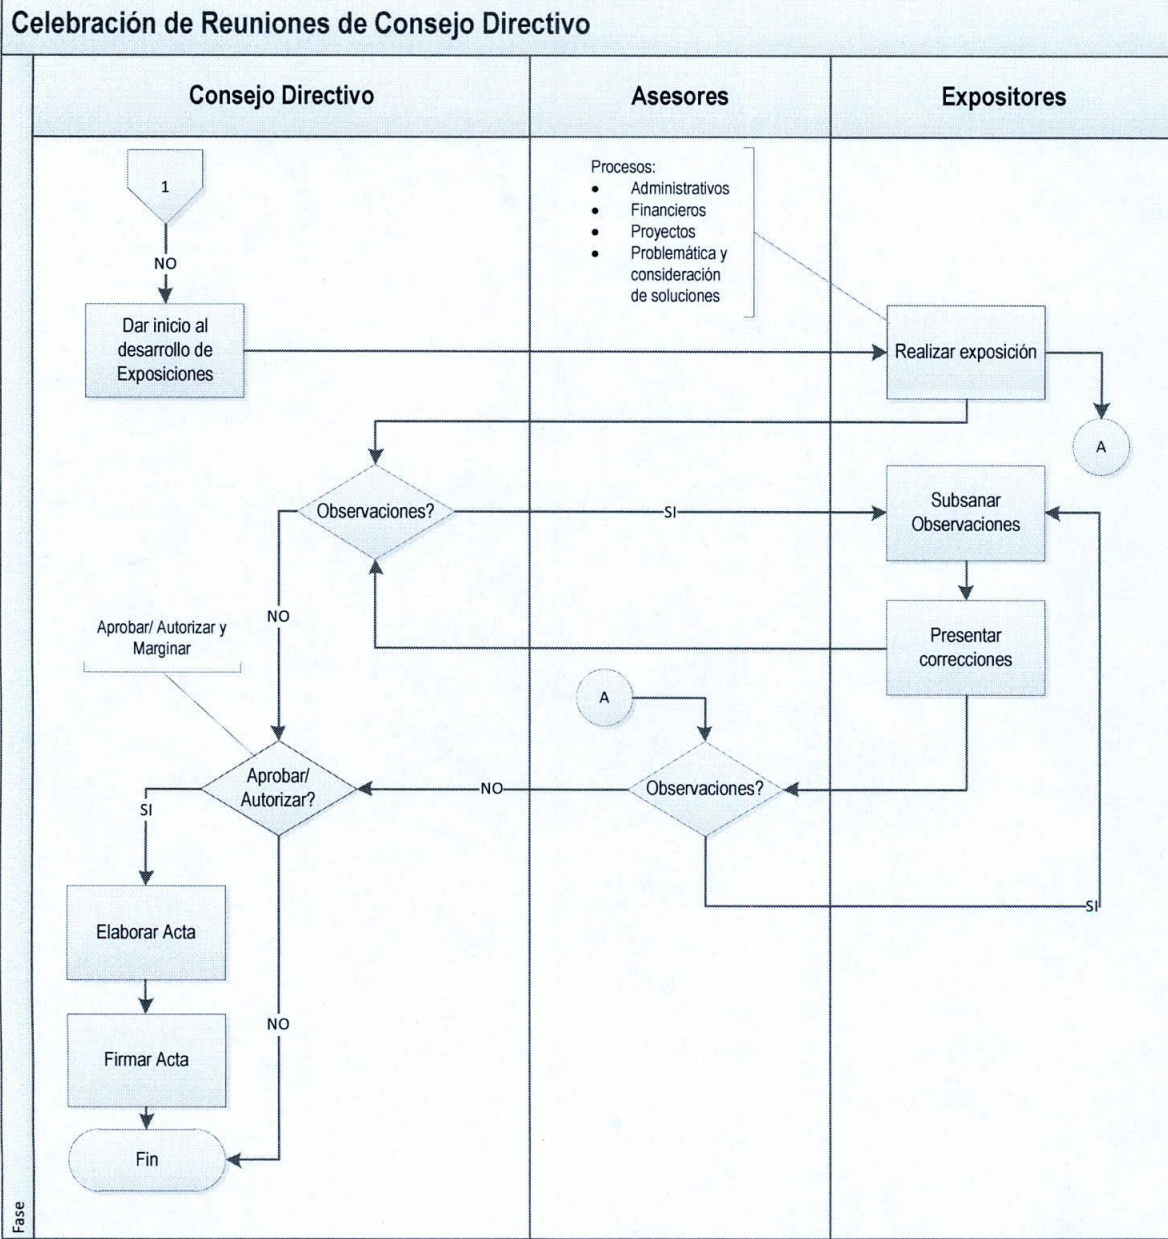 Celebración de Reuniones de Consejo Directivo
Consejo Directivo
Asesores
Expositores
1
NO
Procesos:
• Administrativos
• Financieros
• Proyectos
• Problemática y
consideración
de soluciones
Dar inicio al
desarrollo de
Exposiciones
Realizar exposición
A
Observaciones?
SI
Subsanar
Observaciones
NO
Aprobar/ Autorizar y
Marginar
Presentar
correcciones
A
Aprobar/
Autorizar?
NO
Observaciones?
SI
SI
Elaborar Acta
NO
Firmar Acta
Fin
Fase